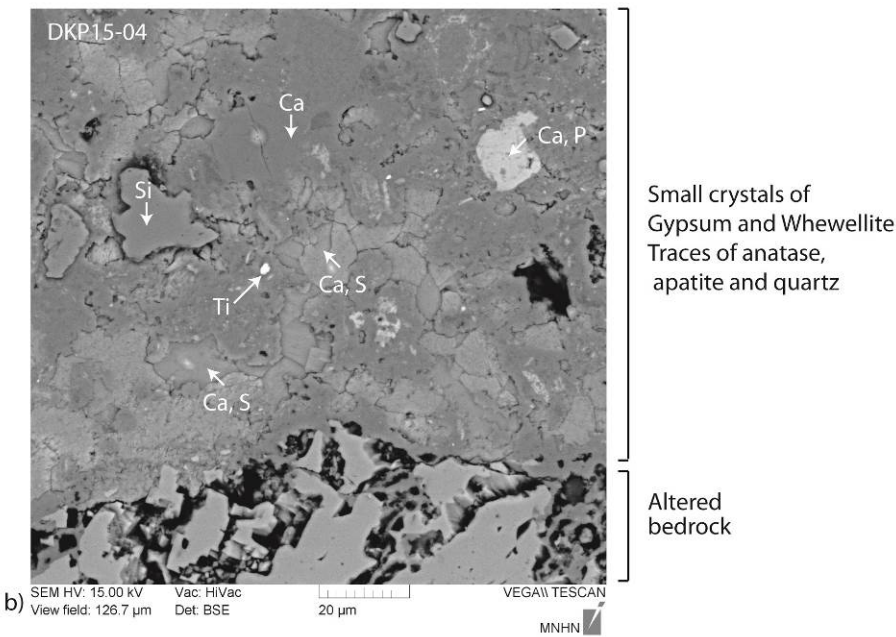 DKP15-04
Ca
Ca, P
Si
Ca, S
Ti
Ca, S
Small crystals of
Gypsum and Whewellite
Traces of anatase,
apatite and quartz
Altered
bedrock
b)
SEM HV: 15.00 kV Vac: HiVac VEGA\\ TESCAN
View field: 126.7 µm Det: BSE 20 µm
MNHN